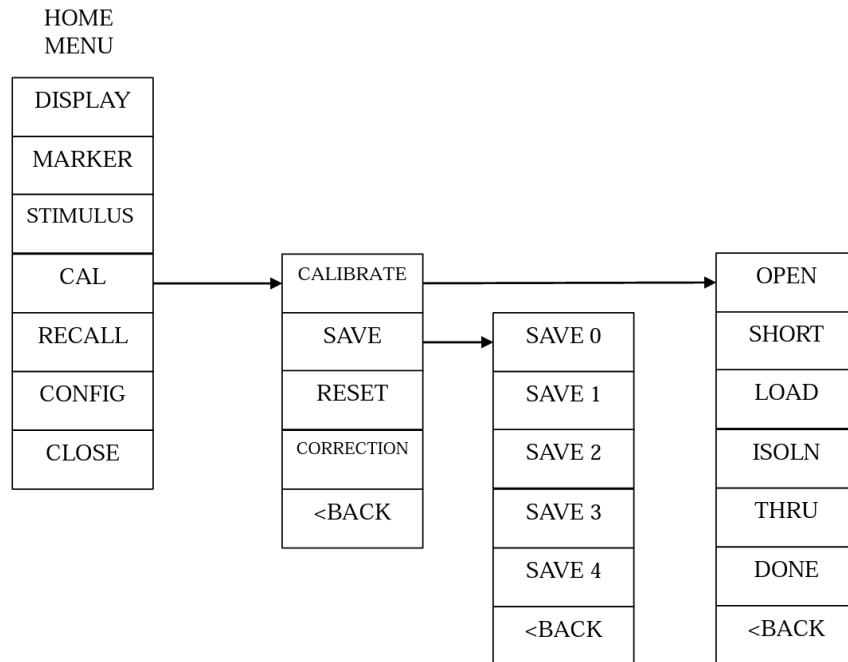 HOME
MENU
DISPLAY
MARKER
STIMULUS
CAL
RECALL
CONFIG
CLOSE
CALIBRATE
SAVE
RESET
CORRECTION
<BACK
SAVE 0
SAVE 1
SAVE 2
SAVE 3
SAVE 4
<BACK
OPEN
SHORT
LOAD
ISOLN
THRU
DONE
<BACK